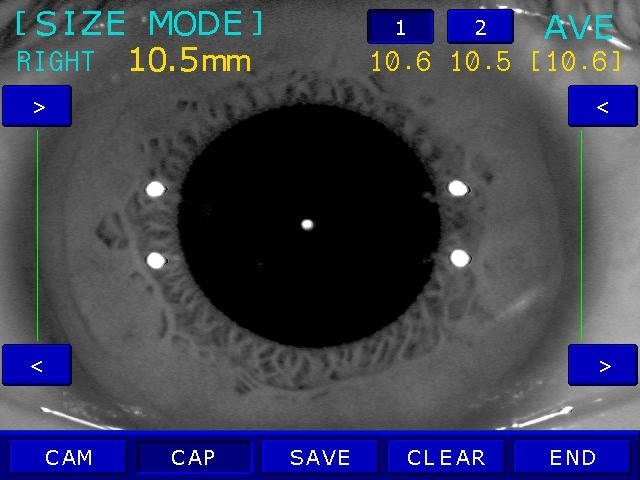 [SIZE MODE] 1 2 AVE
RIGHT 10.5mm 10.6 10.5 [10.6]
> <
< >
CAM CAP SAVE CLEAR END